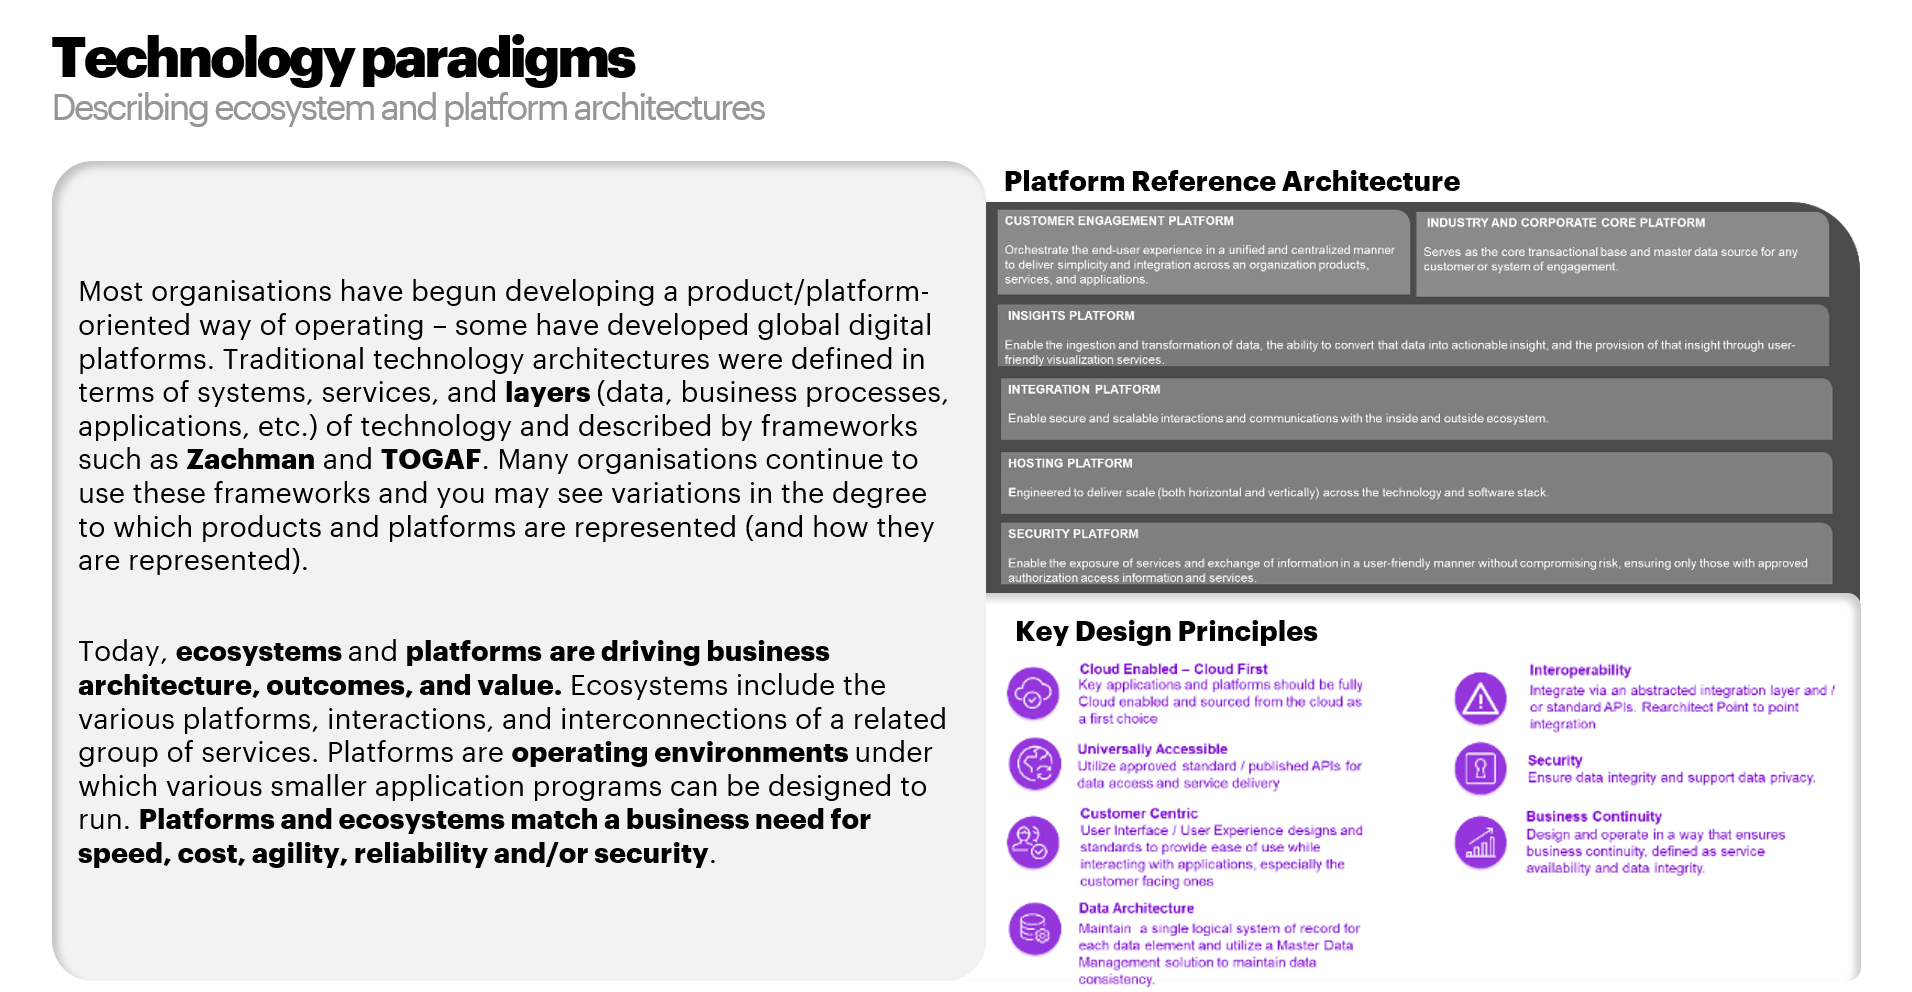 Technology paradigms
Describing ecosystem and platform architectures
Most organisations have begun developing a product/platform-
oriented way of operating – some have developed global digital
platforms. Traditional technology architectures were defined in
terms of systems, services, and layers (data, business processes,
applications, etc.) of technology and described by frameworks
such as Zachman and TOGAF. Many organisations continue to
use these frameworks and you may see variations in the degree
to which products and platforms are represented (and how they
are represented).
Today, ecosystems and platforms are driving business
architecture, outcomes, and value. Ecosystems include the
various platforms, interactions, and interconnections of a related
group of services. Platforms are operating environments under
which various smaller application programs can be designed to
run. Platforms and ecosystems match a business need for
speed, cost, agility, reliability and/or security.
Platform Reference Architecture
CUSTOMER ENGAGEMENT PLATFORM
Orchestrate the end-user experience in a unified and centralized manner
to deliver simplicity and integration across an organization products,
services, and applications.
INDUSTRY AND CORPORATE CORE PLATFORM
Serves as the core transactional base and master data source for any
customer or system of engagement.
INSIGHTS PLATFORM
Enable the ingestion and transformation of data, the ability to convert that data into actionable insight, and the provision of that insight through user-
friendly visualization services.
INTEGRATION PLATFORM
Enable secure and scalable interactions and communications with the inside and outside ecosystem.
HOSTING PLATFORM
Engineered to deliver scale (both horizontal and vertically) across the technology and software stack.
SECURITY PLATFORM
Enable the exposure of services and exchange of information in a user-friendly manner without compromising risk, ensuring only those with approved
authorization access information and services.
Key Design Principles
Cloud Enabled – Cloud First
Key applications and platforms should be fully
Cloud enabled and sourced from the cloud as
a first choice
Universally Accessible
Utilize approved standard / published APIs for
data access and service delivery
Customer Centric
User Interface / User Experience designs and
standards to provide ease of use while
interacting with applications, especially the
customer facing ones
Data Architecture
Maintain a single logical system of record for
each data element and utilize a Master Data
Management solution to maintain data
consistency.
Interoperability
Integrate via an abstracted integration layer and /
or standard APIs. Rearchitect Point to point
integration
Security
Ensure data integrity and support data privacy.
Business Continuity
Design and operate in a way that ensures
business continuity, defined as service
availability and data integrity.